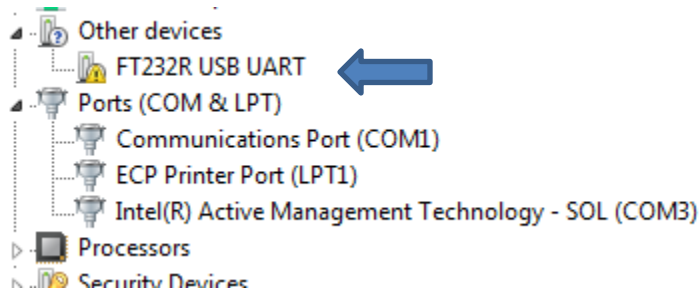 Other devices
FT232R USB UART
Ports (COM & LPT)
Communications Port (COM1)
ECP Printer Port (LPT1)
Intel(R) Active Management Technology - SOL (COM3)
Processors
Security Devices